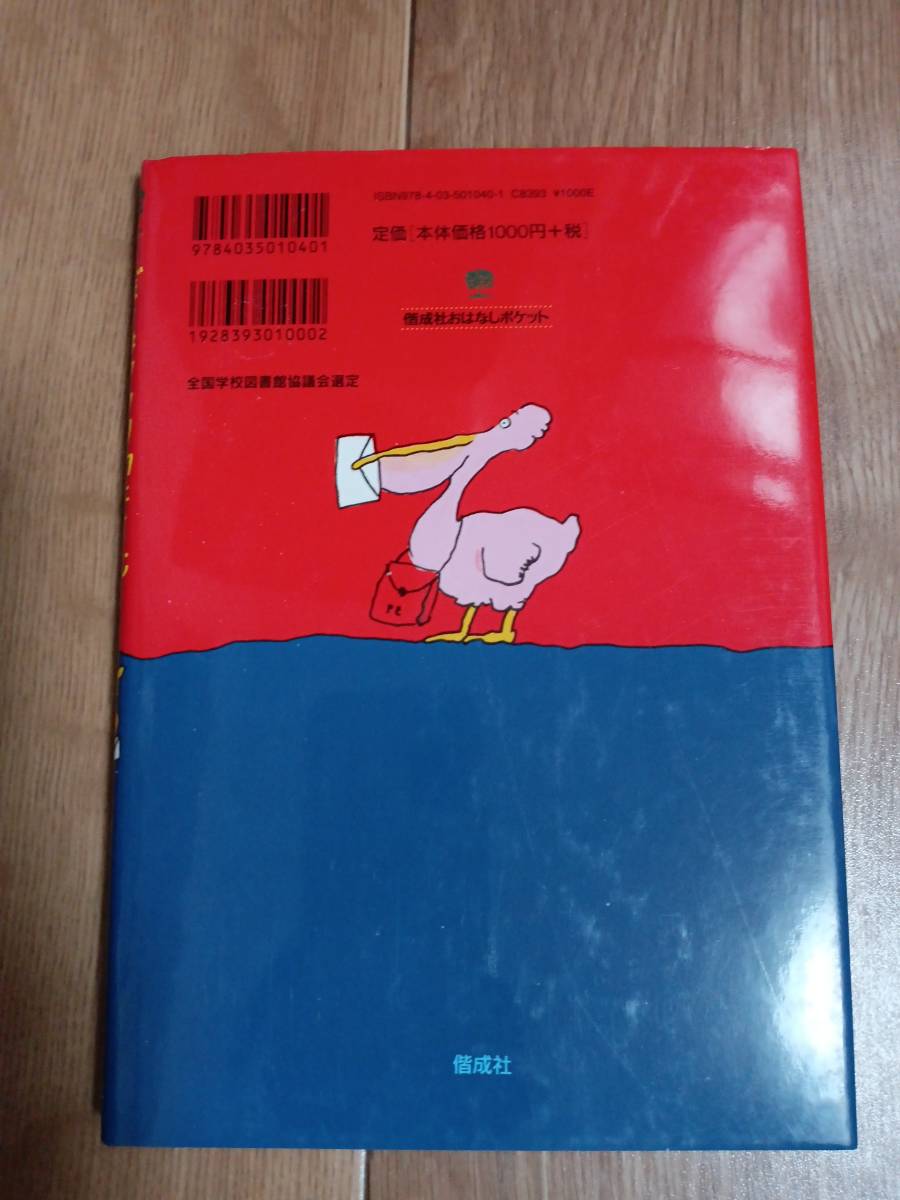 ISBN978-4-03-501040-1 C8393 ¥1000E
9784035010401
定価[本体価格1000円+税]
1928393010002
偕成社おはなしポケット
全国学校図書館協議会選定
PE
偕成社